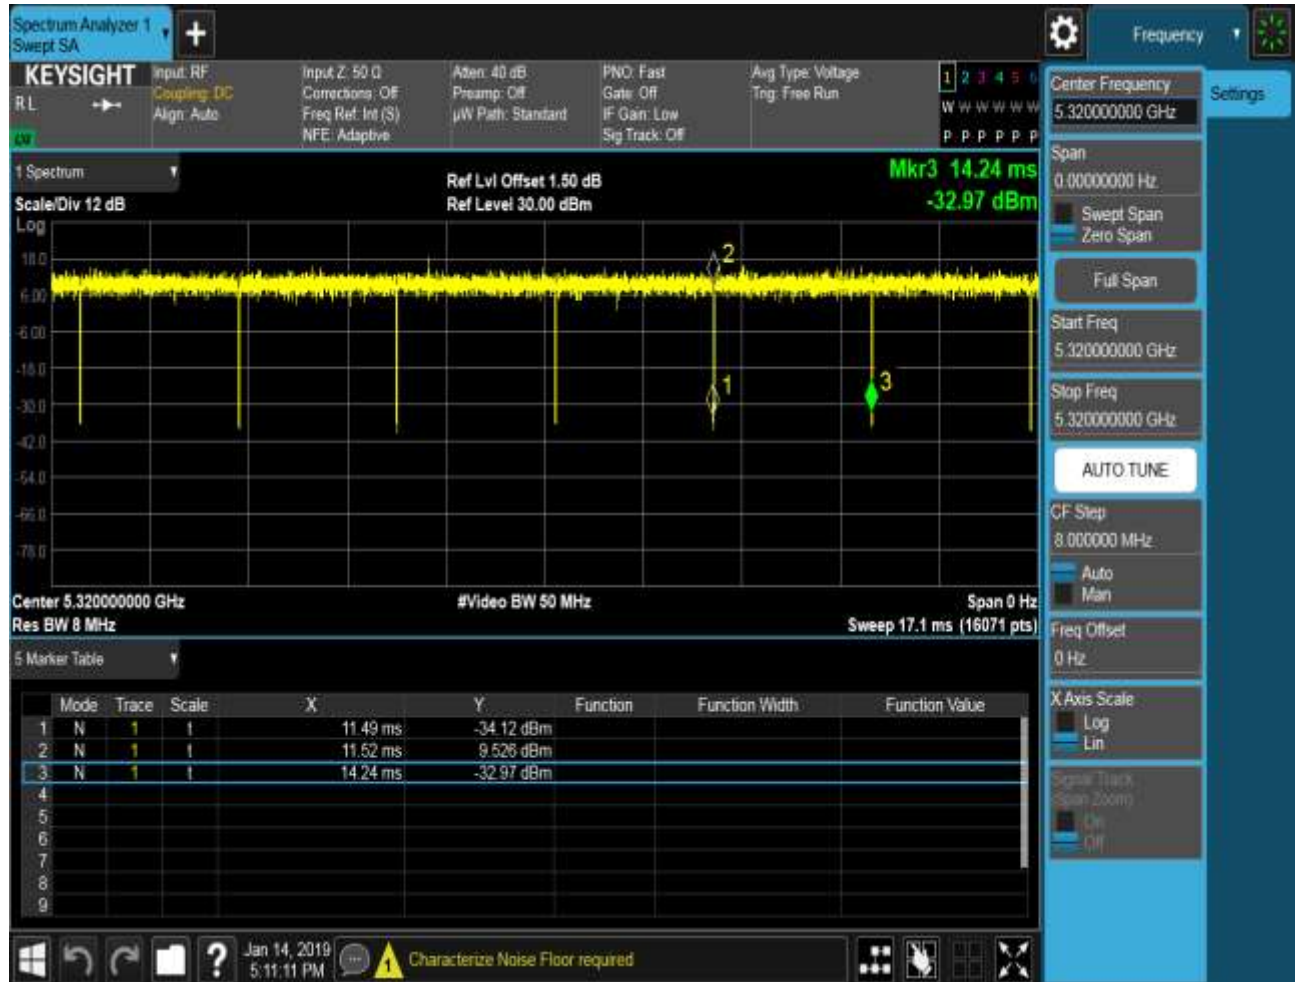 Spectrum Analyzer 1
Swept SA
Frequency
KEYSIGHT
Input: RF
Input Z: 50 Ω
Atten: 40 dB
PNO: Fast
Avg Type: Voltage
1 2 3 4 5 6
R L
Coupling: DC
Corrections: Off
Preamp: Off
Gate: Off
Trig: Free Run
W W W W W W
Align: Auto
Freq Ref: Int (S)
µW Path: Standard
IF Gain: Low
NFE: Adaptive
Sig Track: Off
P P P P P P
Center Frequency
5.320000000 GHz
Settings
Span
0.00000000 Hz
Swept Span
Zero Span
Full Span
Start Freq
5.320000000 GHz
Stop Freq
5.320000000 GHz
AUTO TUNE
CF Step
8.000000 MHz
Auto
Man
Freq Offset
0 Hz
X Axis Scale
Log
Lin
Signal Track
(Span Zoom)
On
Off
1 Spectrum
Ref Lvl Offset 1.50 dB
Mkr3 14.24 ms
Scale/Div 12 dB
Ref Level 30.00 dBm
-32.97 dBm
Log
18.0
6.00
-6.00
-18.0
-30.0
-42.0
-54.0
-66.0
-78.0
2
1
3
Center 5.320000000 GHz
#Video BW 50 MHz
Span 0 Hz
Res BW 8 MHz
Sweep 17.1 ms (16071 pts)
5 Marker Table
Mode Trace Scale X Y Function Function Width Function Value
1 N 1 t 11.49 ms -34.12 dBm
2 N 1 t 11.52 ms 9.526 dBm
3 N 1 t 14.24 ms -32.97 dBm
4
5
6
7
8
9
?
Jan 14, 2019
5:11:11 PM
1
Characterize Noise Floor required